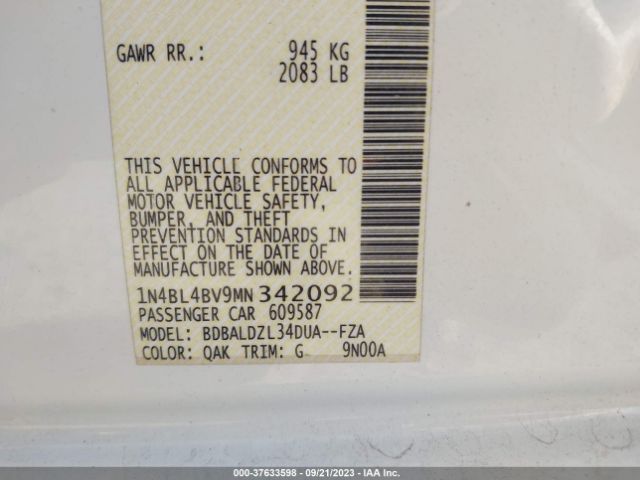 GAWR RR.: 945 KG
2083 LB
THIS VEHICLE CONFORMS TO
ALL APPLICABLE FEDERAL
MOTOR VEHICLE SAFETY,
BUMPER, AND THEFT
PREVENTION STANDARDS IN
EFFECT ON THE DATE OF
MANUFACTURE SHOWN ABOVE.
1N4BL4BV9MN342092
PASSENGER CAR 609587
MODEL: BDBALDZL34DUA--FZA
COLOR: QAK TRIM: G 9N00A
000-37633598 - 09/21/2023 - IAA Inc.